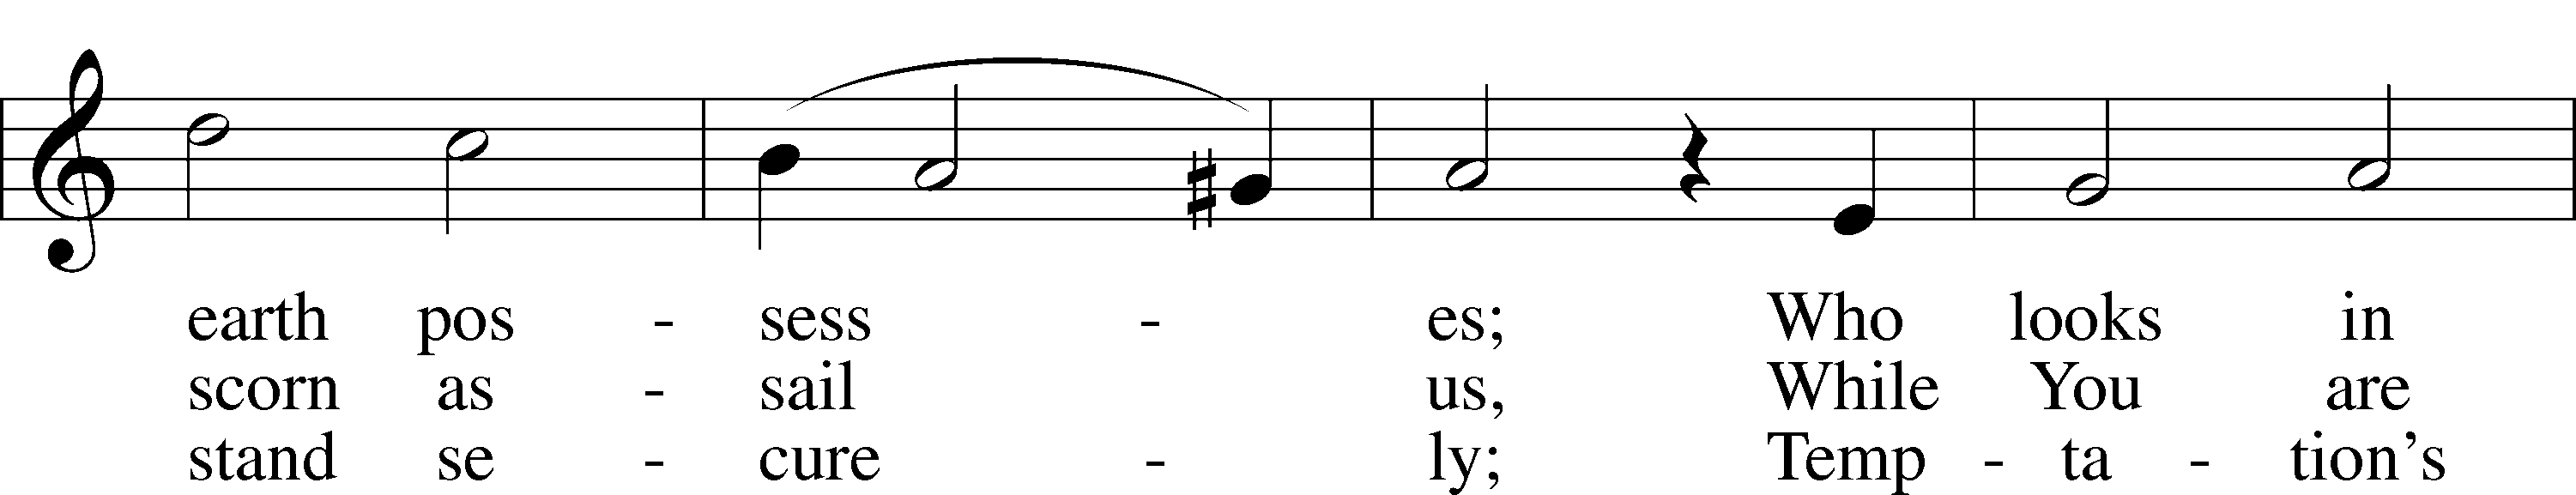 earth pos - sess - es; Who looks in
scorn as - sail us, While You are
stand se - cure - ly; Temp - ta - tion's